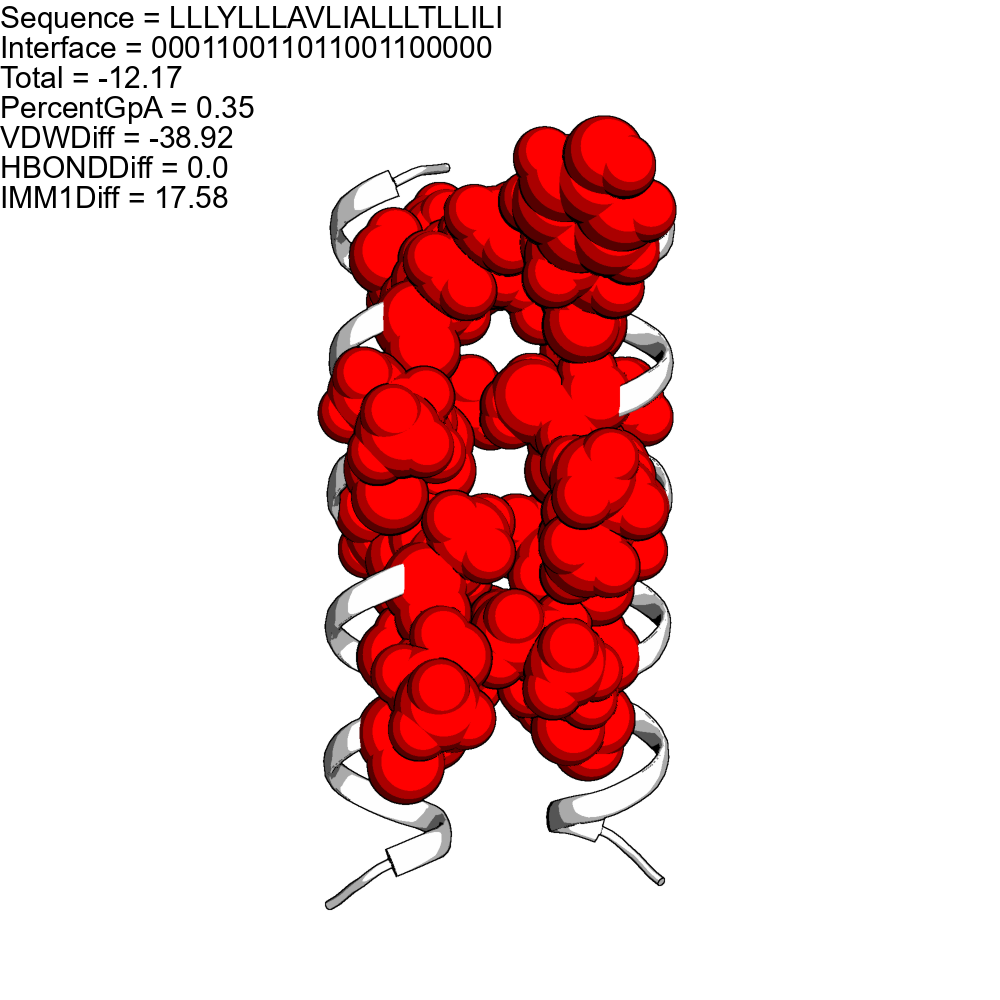 Sequence = LLLYLLLAVLIALLLTLLILI
Interface = 000110011011001100000
Total = -12.17
PercentGpA = 0.35
VDWDiff = -38.92
HBONDDiff = 0.0
IMM1Diff = 17.58